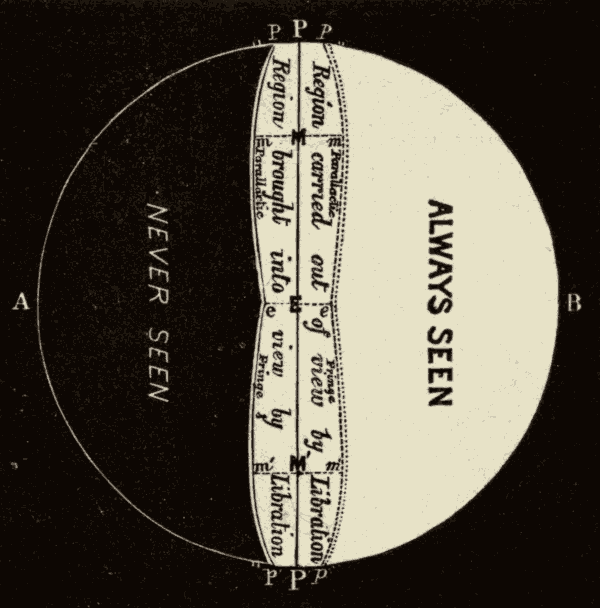 P P P
Region
Region
M
m
m
Parallactic
Parallactic
brought into view by Libration
carried out of view by Libration
NEVER SEEN
ALWAYS SEEN
A
B
E
e
e
Fringe
Fringe
M'
m'
m'
P P P